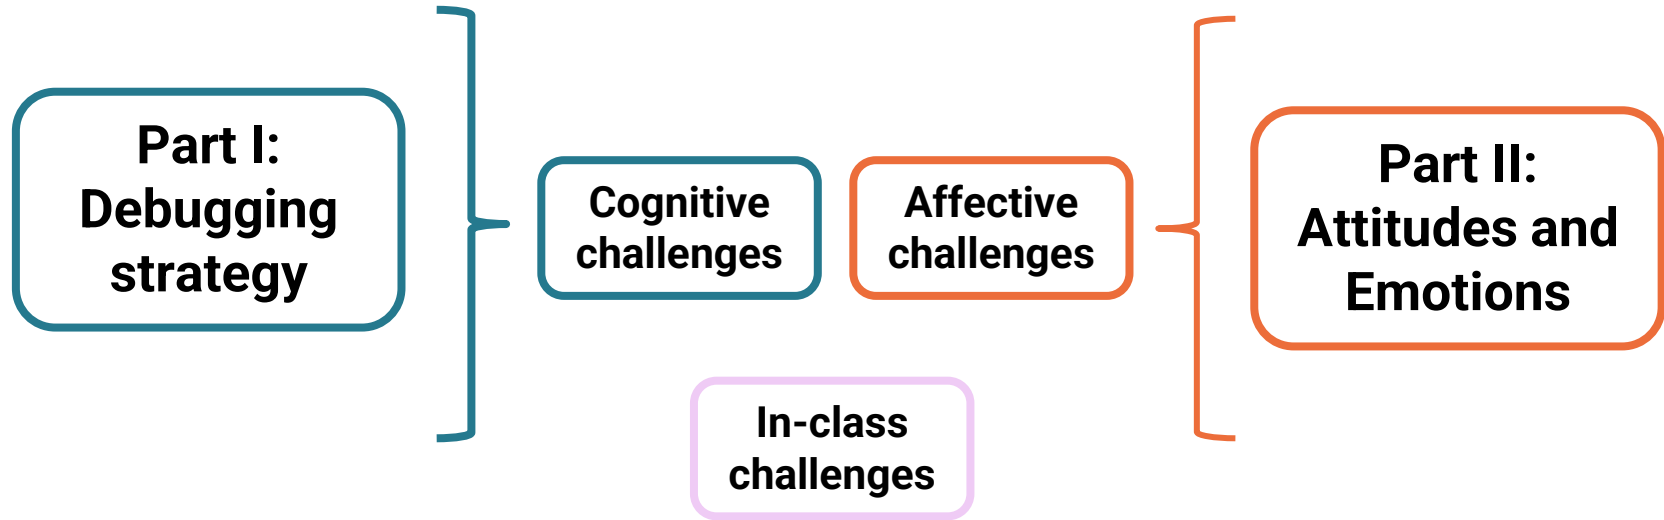 Part I:
Debugging
strategy
Cognitive
challenges
Affective
challenges
Part II:
Attitudes and
Emotions
In-class
challenges